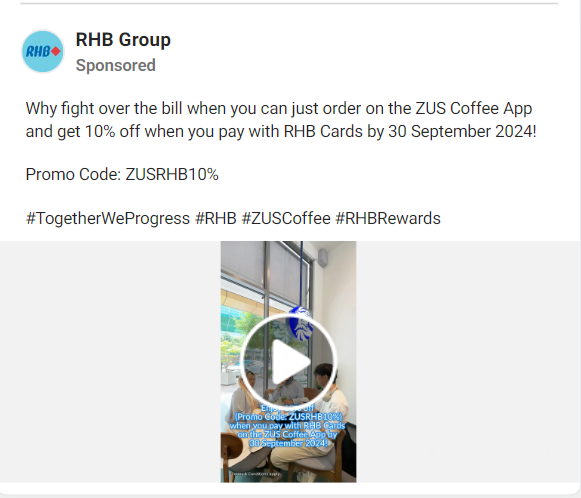 RHB
RHB Group
Sponsored
Why fight over the bill when you can just order on the ZUS Coffee App
and get 10% off when you pay with RHB Cards by 30 September 2024!
Promo Code: ZUSRHB10%
#TogetherWeProgress #RHB #ZUSCoffee #RHBRewards
(Promo Code: ZUSRHB10%)
when you pay with RHB Cards
on the ZUS Coffee App by
30 September 2024!
Terms & Conditions apply